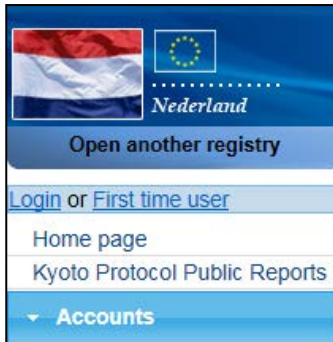 Nederland
Open another registry
Login or First time user
Home page
Kyoto Protocol Public Reports
Accounts